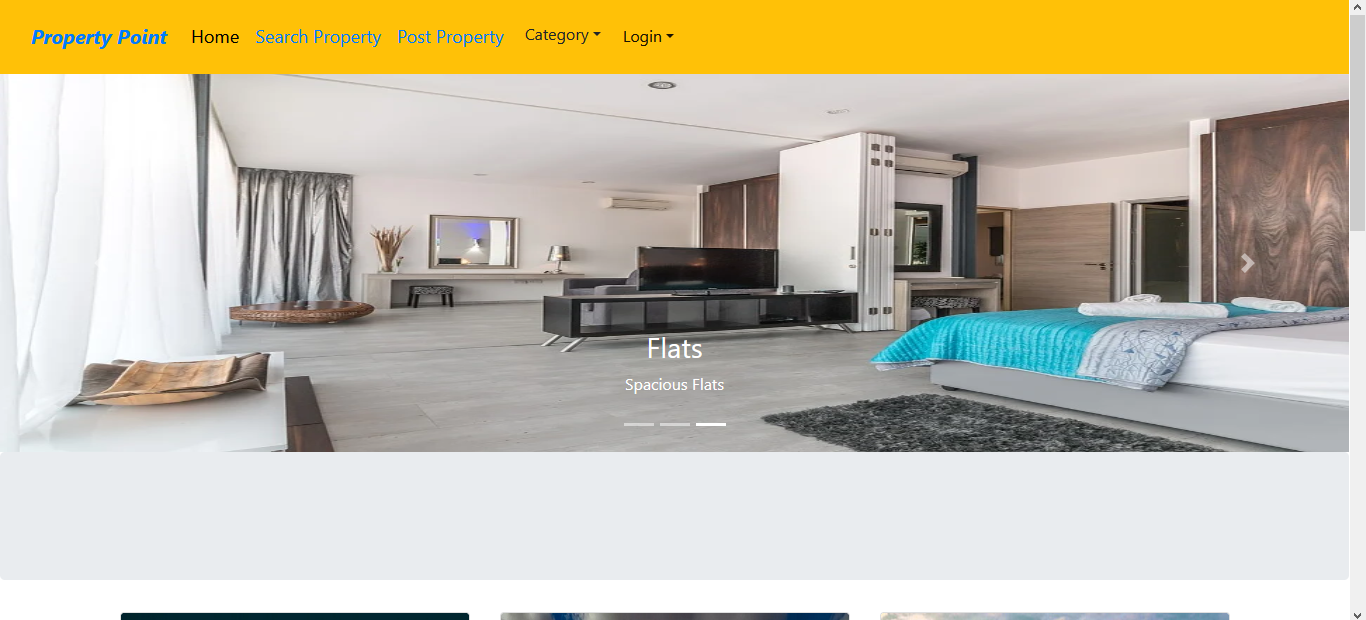 Property Point Home Search Property Post Property Category Login
Flats
Spacious Flats